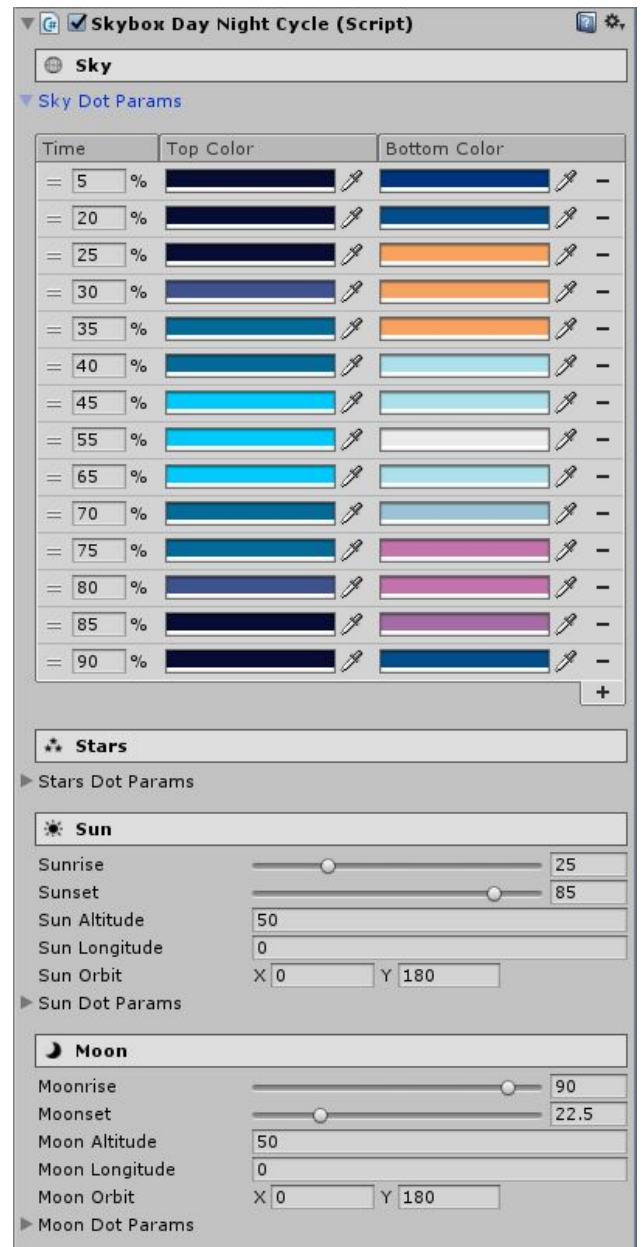 Skybox Day Night Cycle (Script)
Sky
Sky Dot Params
Time Top Color Bottom Color
= 5 % −
= 20 % −
= 25 % −
= 30 % −
= 35 % −
= 40 % −
= 45 % −
= 55 % −
= 65 % −
= 70 % −
= 75 % −
= 80 % −
= 85 % −
= 90 % −
+
Stars
Stars Dot Params
Sun
Sunrise 25
Sunset 85
Sun Altitude 50
Sun Longitude 0
Sun Orbit X 0 Y 180
Sun Dot Params
Moon
Moonrise 90
Moonset 22.5
Moon Altitude 50
Moon Longitude 0
Moon Orbit X 0 Y 180
Moon Dot Params